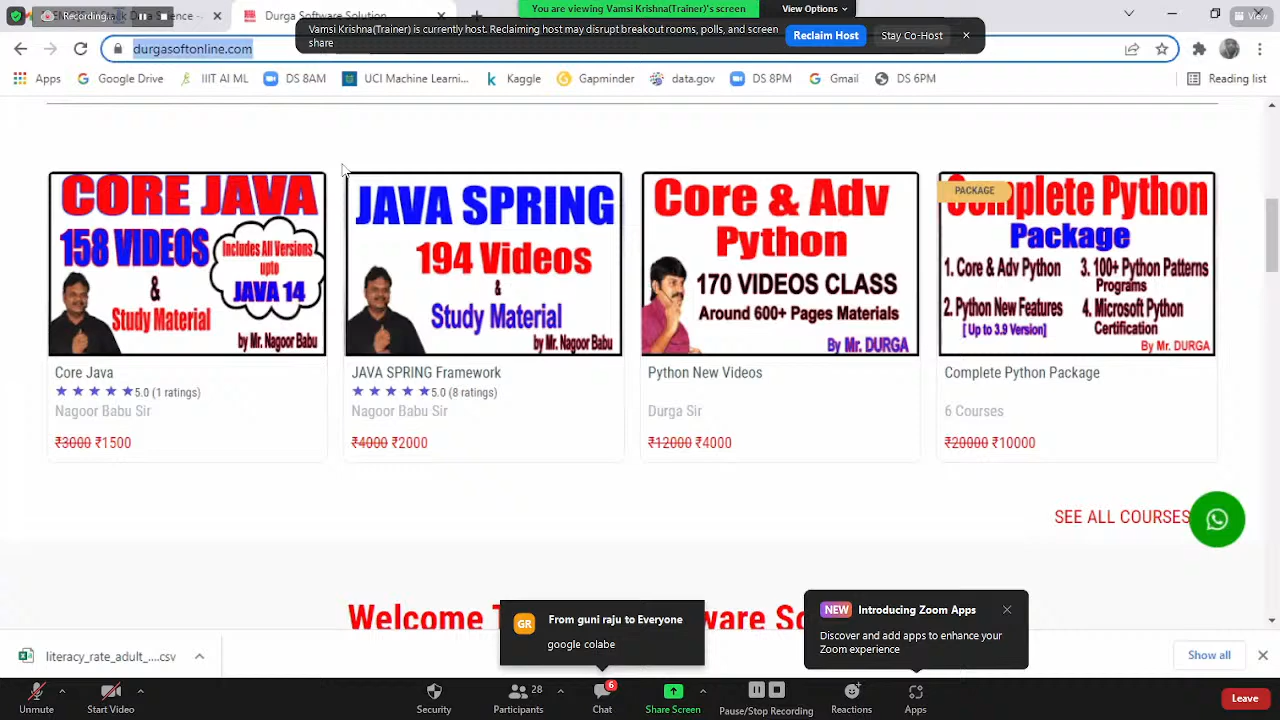 Recording...
Data Science -
Durga Software Solution
You are viewing Vamsi Krishna(Trainer)'s screen
View Options
View
durgasoftonline.com
Vamsi Krishna(Trainer) is currently host. Reclaiming host may disrupt breakout rooms, polls, and screen
share
Reclaim Host
Stay Co-Host
Apps
Google Drive
IIIT AI ML
DS 8AM
UCI Machine Learni...
Kaggle
Gapminder
data.gov
DS 8PM
Gmail
DS 6PM
Reading list
CORE JAVA
158 VIDEOS
&
Study Material
Includes All Versions
upto
JAVA 14
by Mr. Nagoor Babu
JAVA SPRING
194 Videos
&
Study Material
by Mr. Nagoor Babu
Core & Adv
Python
170 VIDEOS CLASS
Around 600+ Pages Materials
By Mr. DURGA
PACKAGE
Complete Python
Package
1. Core & Adv Python
2. Python New Features
[ Up to 3.9 Version]
3. 100+ Python Patterns
Programs
4. Microsoft Python
Certification
By Mr. DURGA
Core Java
5.0 (1 ratings)
Nagoor Babu Sir
₹3000 ₹1500
JAVA SPRING Framework
5.0 (8 ratings)
Nagoor Babu Sir
₹4000 ₹2000
Python New Videos
Durga Sir
₹12000 ₹4000
Complete Python Package
6 Courses
₹20000 ₹10000
SEE ALL COURSES
Welcome
ware So
GR
From guni raju to Everyone
google colabe
NEW Introducing Zoom Apps
Discover and add apps to enhance your
Zoom experience
literacy_rate_adult_....csv
Show all
Unmute
Start Video
Security
28
Participants
6
Chat
Share Screen
Pause/Stop Recording
Reactions
Apps
Leave